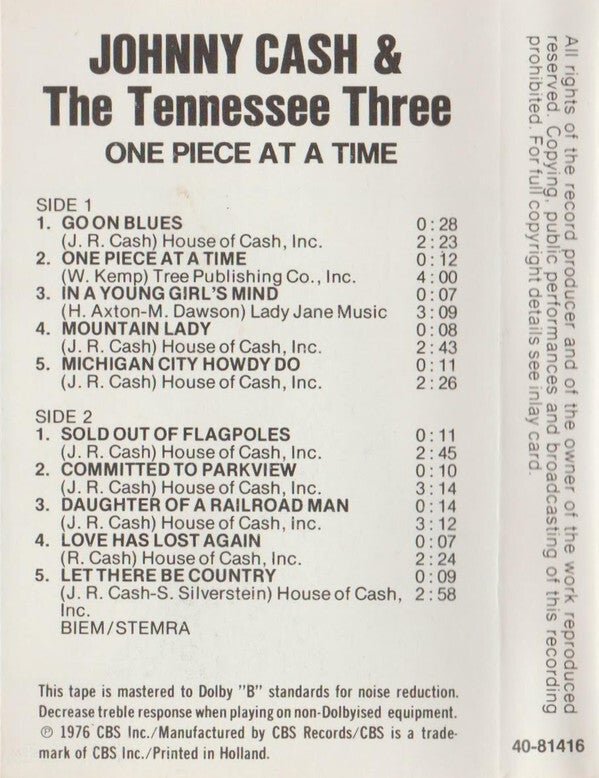 JOHNNY CASH &
The Tennessee Three
ONE PIECE AT A TIME
SIDE 1
1. GO ON BLUES 0:28
(J. R. Cash) House of Cash, Inc. 2:23
2. ONE PIECE AT A TIME 0:12
(W. Kemp) Tree Publishing Co., Inc. 4:00
3. IN A YOUNG GIRL'S MIND 0:07
(H. Axton-M. Dawson) Lady Jane Music 3:09
4. MOUNTAIN LADY 0:08
(J. R. Cash) House of Cash, Inc. 2:43
5. MICHIGAN CITY HOWDY DO 0:11
(J. R. Cash) House of Cash, Inc. 2:26
SIDE 2
1. SOLD OUT OF FLAGPOLES 0:11
(J. R. Cash) House of Cash, Inc. 2:45
2. COMMITTED TO PARKVIEW 0:10
(J. R. Cash) House of Cash, Inc. 3:14
3. DAUGHTER OF A RAILROAD MAN 0:14
(J. R. Cash) House of Cash, Inc. 3:12
4. LOVE HAS LOST AGAIN 0:07
(R. Cash) House of Cash, Inc. 2:24
5. LET THERE BE COUNTRY 0:09
(J. R. Cash-S. Silverstein) House of Cash, 2:58
Inc.
BIEM/STEMRA
This tape is mastered to Dolby "B" standards for noise reduction.
Decrease treble response when playing on non-Dolbyised equipment.
℗ 1976 CBS Inc./Manufactured by CBS Records/CBS is a trade-
mark of CBS Inc./Printed in Holland.
All rights of the record producer and of the owner of the work reproduced
reserved. Copying, public performances and broadcasting of this recording
prohibited. For full copyright details see inlay card.
40-81416